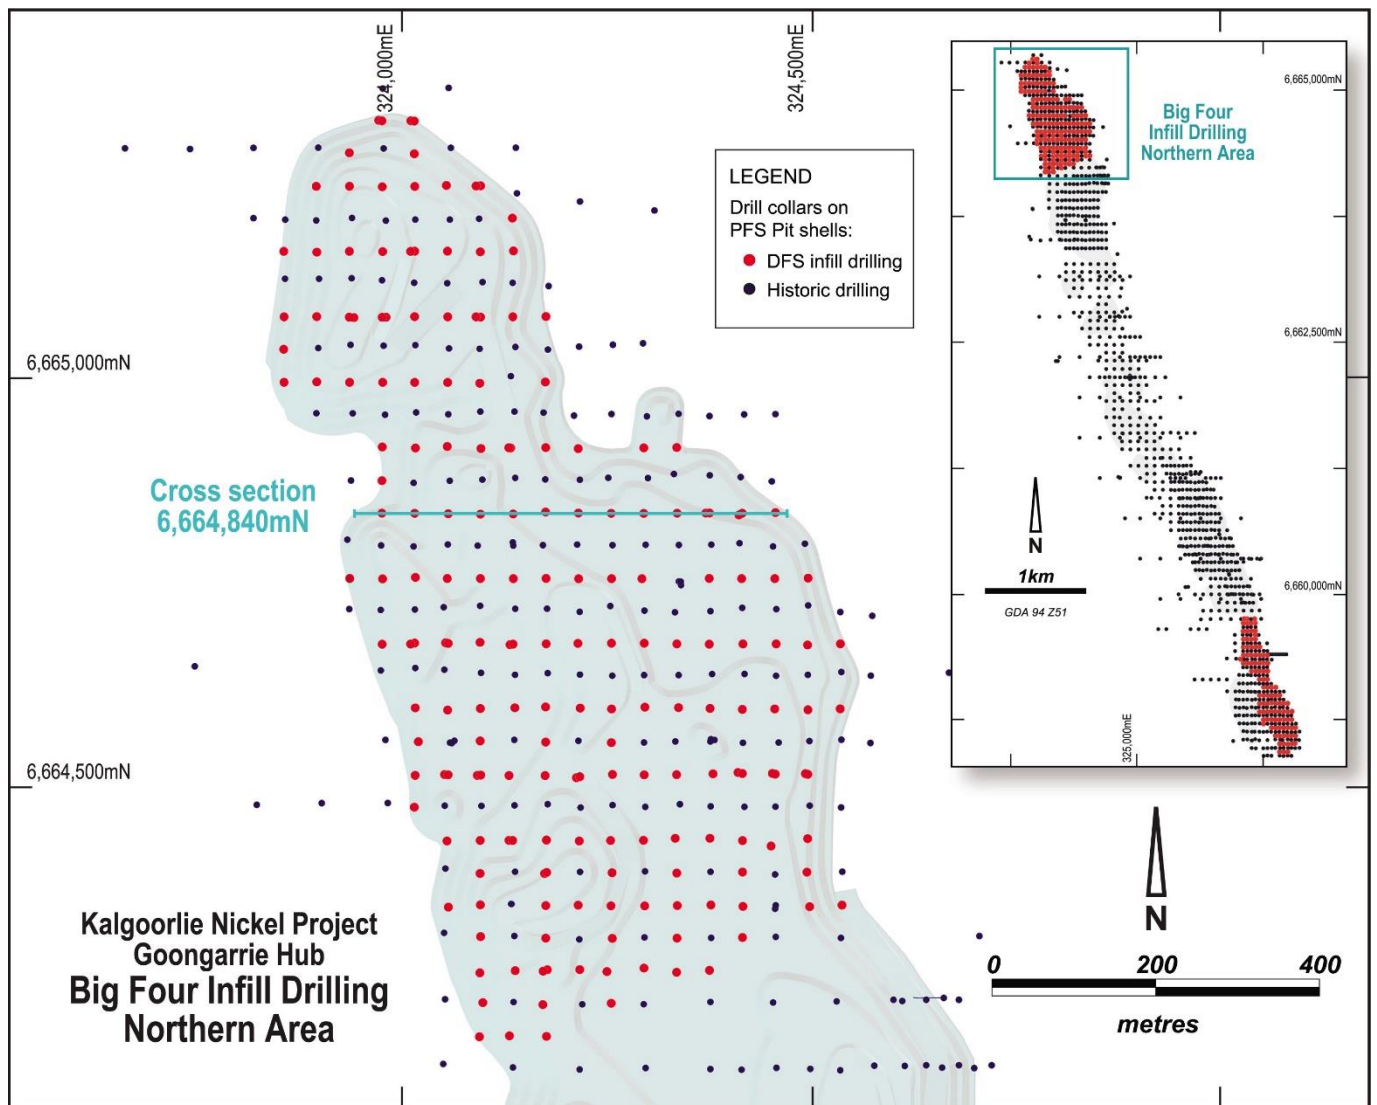 324,000mE
324,500mE
6,665,000mN
Big Four
Infill Drilling
Northern Area
LEGEND
Drill collars on
PFS Pit shells:
DFS infill drilling
Historic drilling
6,665,000mN
6,662,500mN
Cross section
6,664,840mN
N
1km
GDA 94 Z51
6,660,000mN
325,000mE
6,664,500mN
N
Kalgoorlie Nickel Project
Goongarrie Hub
Big Four Infill Drilling
Northern Area
0 200 400
metres